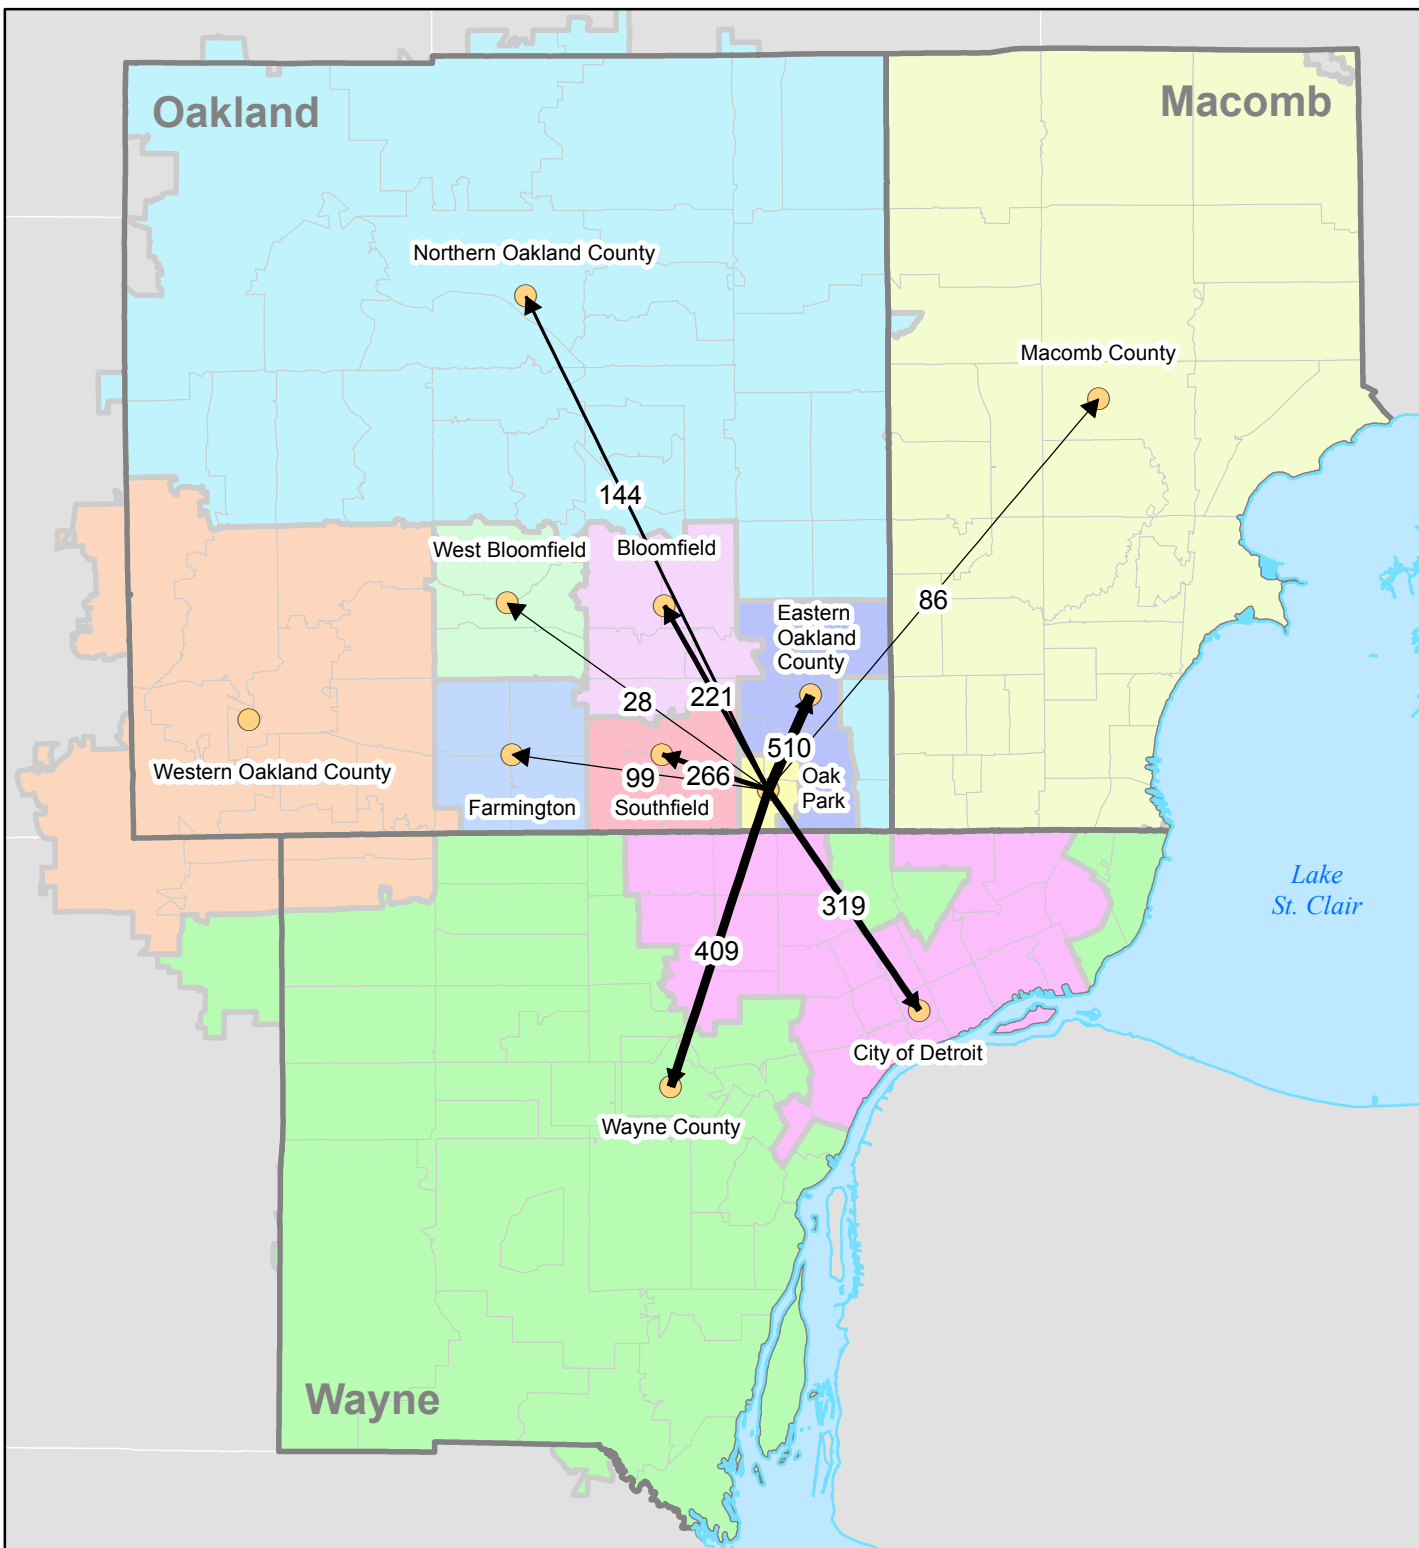 Oakland
Macomb
Northern Oakland County
Macomb County
144
West Bloomfield
Bloomfield
86
Eastern
Oakland
County
28
221
510
Western Oakland County
99
266
Oak
Park
Farmington
Southfield
Lake
St. Clair
319
409
City of Detroit
Wayne County
Wayne